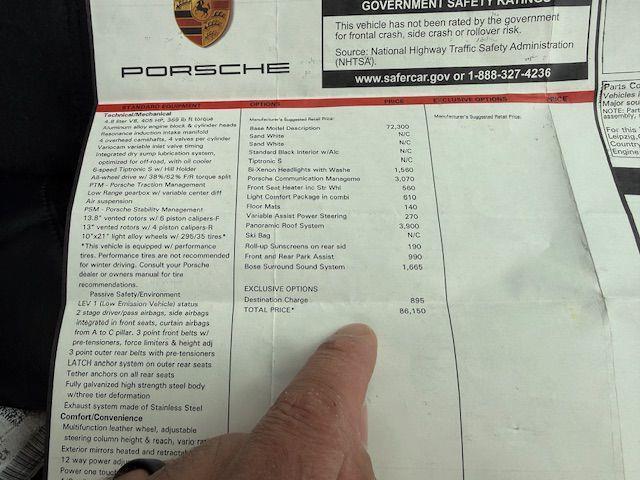 GOVERNMENT SAFETY RATINGS
This vehicle has not been rated by the government
for frontal crash, side crash or rollover risk.
Source: National Highway Traffic Safety Administration
(NHTSA).
www.safercar.gov or 1-888-327-4236
PORSCHE
STANDARD EQUIPMENT
Technical/Mechanical
4.8 liter V8, 405 HP, 369 lb ft torque
Aluminum alloy engine block & cylinder heads
Resonance induction intake manifold
4 overhead camshafts, 4 valves per cylinder
Variocam variable inlet valve timing
Integrated dry sump lubrication system,
optimized for off-road, with oil cooler
6-speed Tiptronic S w/ Hill Holder
All-wheel drive w/ 38%/62% F/R torque split
PTM - Porsche Traction Management
Low Range gearbox w/ variable center diff
Air suspension
PSM - Porsche Stability Management
13.8" vented rotors w/ 6 piston calipers-F
13" vented rotors w/ 4 piston calipers-R
10"x21" light alloy wheels w/ 295/35 tires*
*This vehicle is equipped w/ performance
tires. Performance tires are not recommended
for winter driving. Consult your Porsche
dealer or owners manual for tire
recommendations.
Passive Safety/Environment
LEV 1 (Low Emission Vehicle) status
2 stage driver/pass airbags, side airbags
integrated in front seats, curtain airbags
from A to C pillar. 3 point front belts w/
pre-tensioners, force limiters & height adj
3 point outer rear belts with pre-tensioners
LATCH anchor system on outer rear seats
Tether anchors on all rear seats
Fully galvanized high strength steel body
w/three tier deformation
Exhaust system made of Stainless Steel
Comfort/Convenience
Multifunction leather wheel, adjustable
steering column height & reach, vario
Exterior mirrors heated and
12 way power
Power one
OPTIONS PRICE
Manufacturer's Suggested Retail Price:
Base Model Description 72,300
Sand White N/C
Sand White N/C
Standard Black Interior w/Alc N/C
Tiptronic S N/C
Bi-Xenon Headlights with Washe 1,560
Porsche Communication Manageme 3,070
Front Seat Heater inc Str Whl 560
Light Comfort Package in combi 610
Floor Mats 140
Variable Assist Power Steering 270
Panoramic Roof System 3,900
Ski Bag N/C
Roll-up Sunscreens on rear sid 190
Front and Rear Park Assist 990
Bose Surround Sound System 1,665
EXCLUSIVE OPTIONS
Destination Charge 895
TOTAL PRICE* 86,150
EXCLUSIVE OPTIONS PRICE
Manufacturer's Suggested Retail Price:
Parts Co
Vehicles i
Major sou
NOTE: Part
assembly,
For this
Leipzig,
Country
Engine